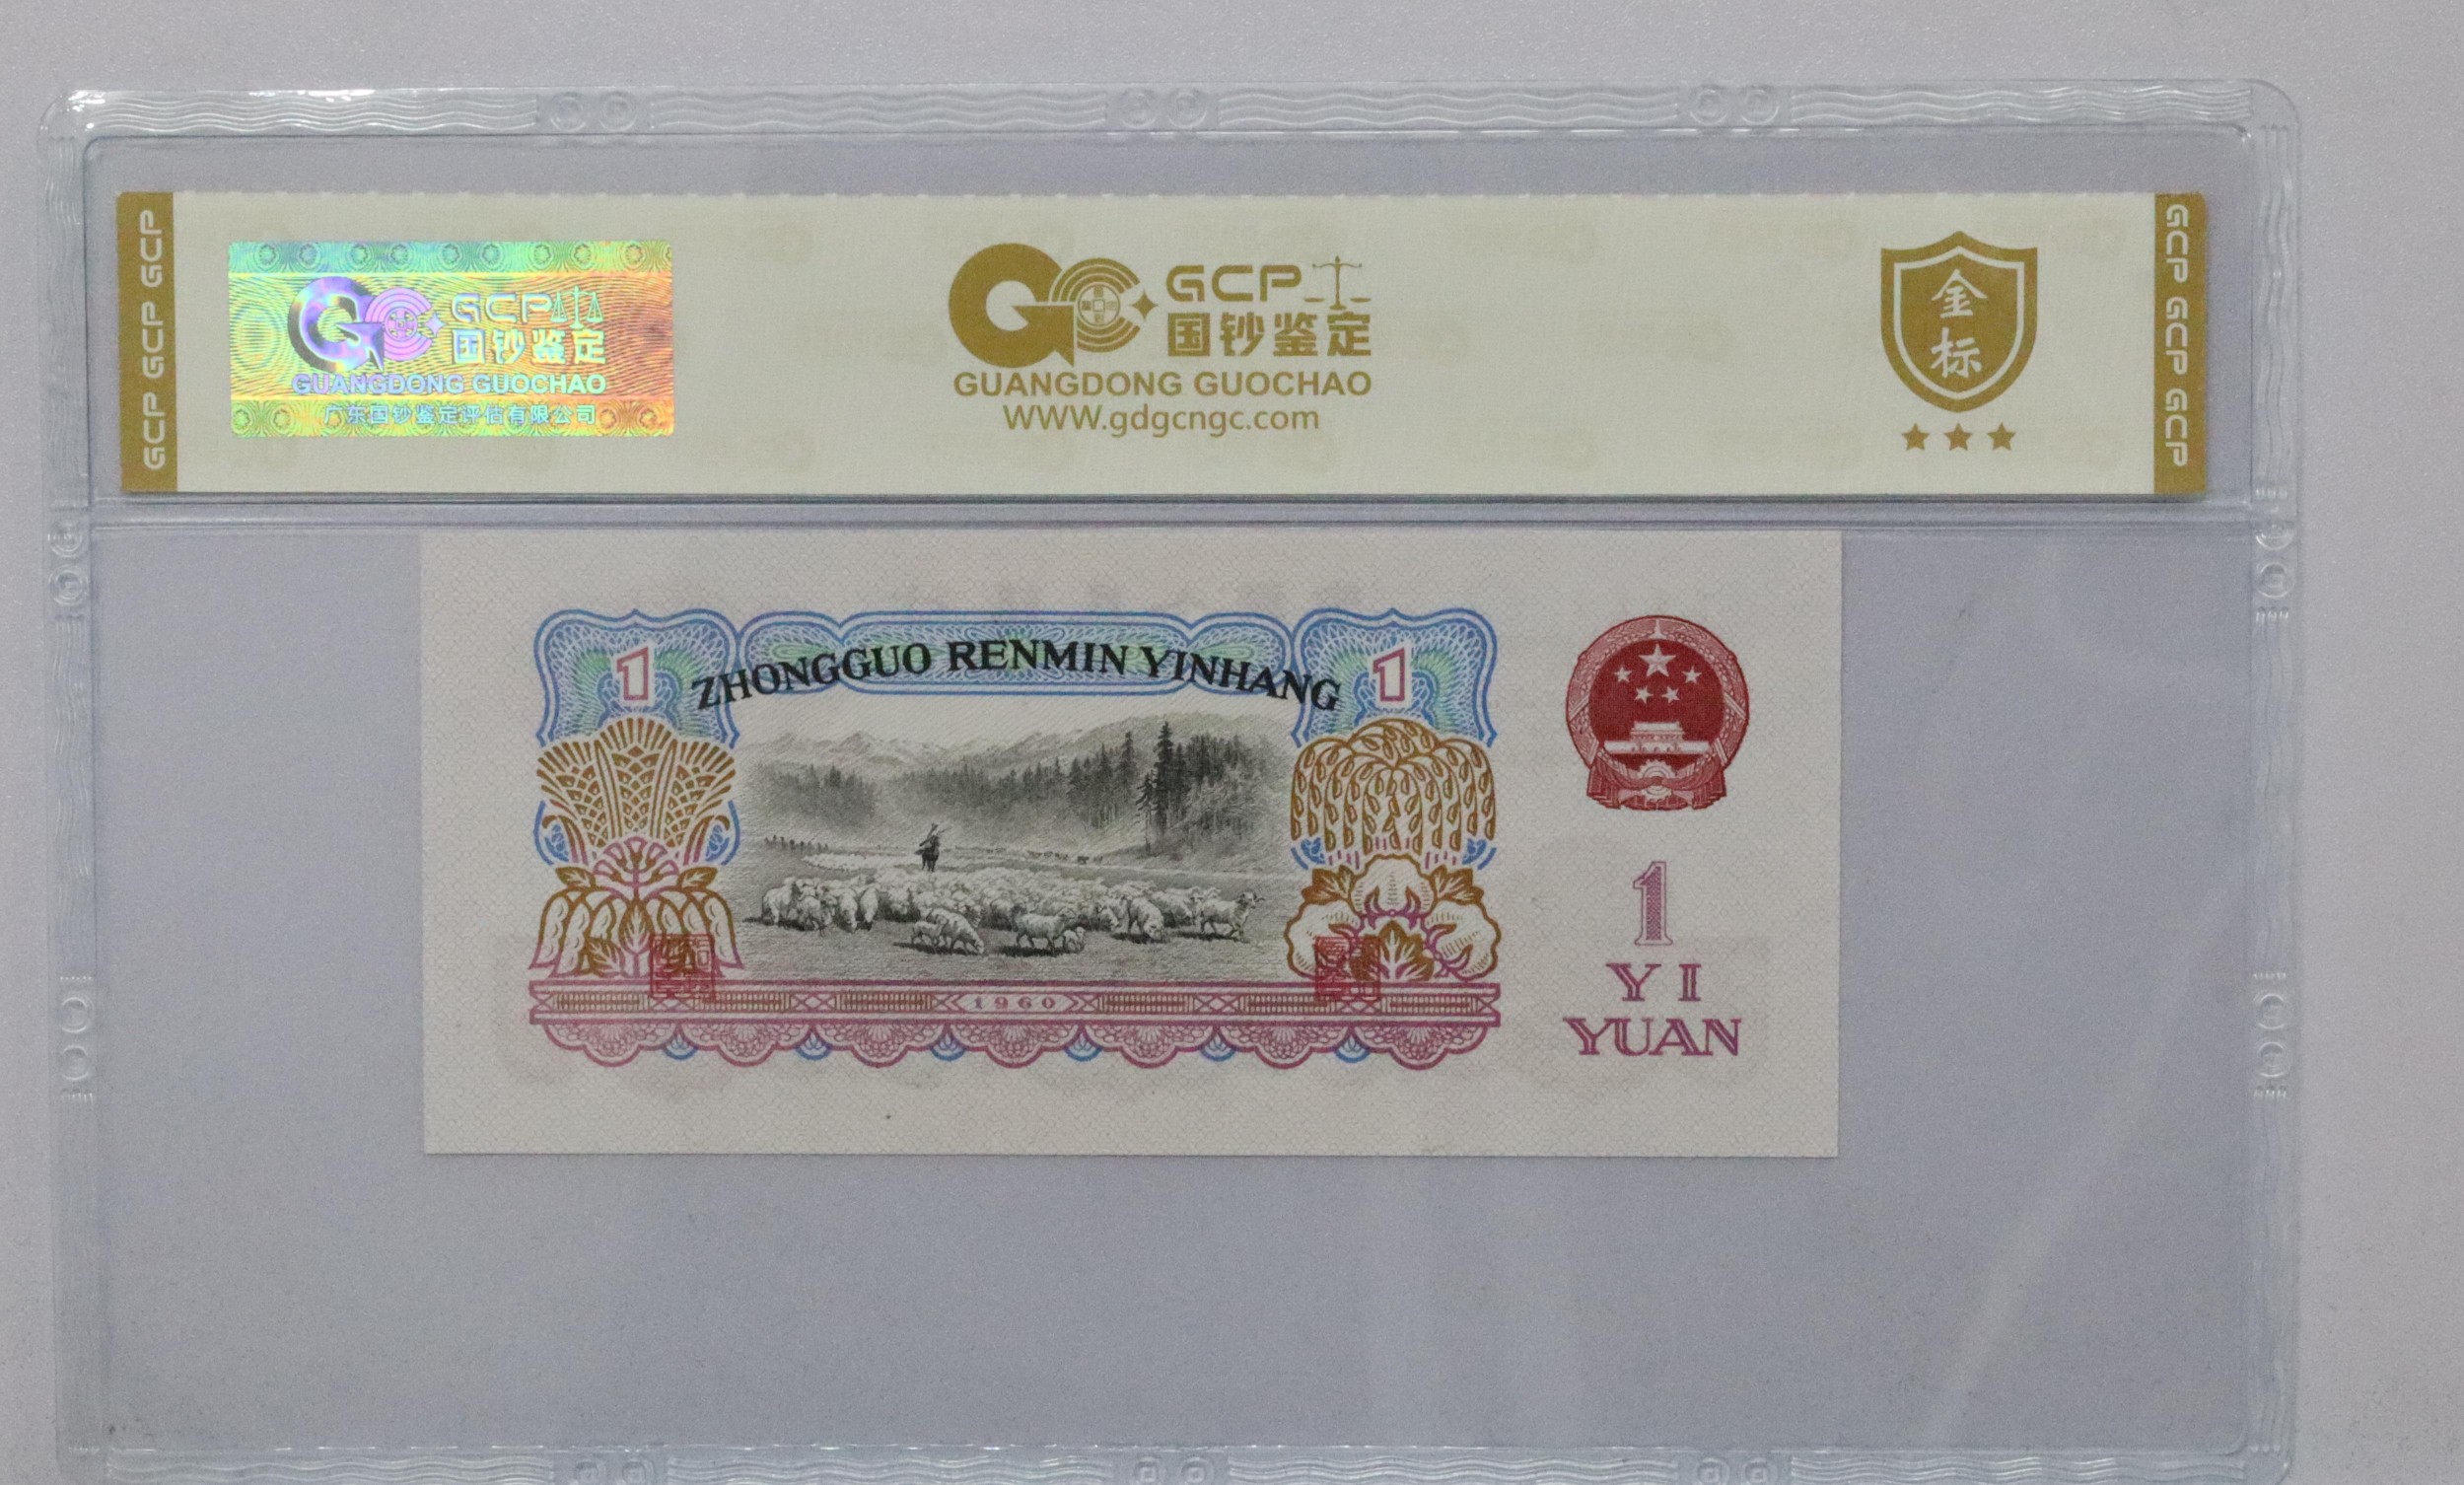 GCP GCP GCP
GCP
国钞鉴定
GUANGDONG GUOCHAO
广东国钞鉴定评估有限公司
GC
GCP
国钞鉴定
GUANGDONG GUOCHAO
WWW.gdgcngc.com
金
标
GCP GCP GCP
1
ZHONGGUO RENMIN YINHANG
1
1960
1
YI
YUAN